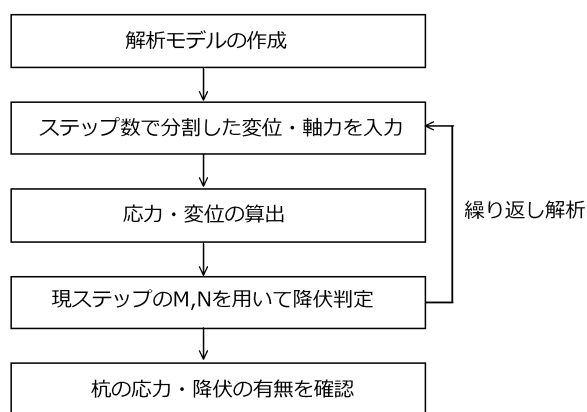 解析モデルの作成
ステップ数で分割した変位・軸力を入力
応力・変位の算出
繰り返し解析
現ステップのM,Nを用いて降伏判定
杭の応力・降伏の有無を確認